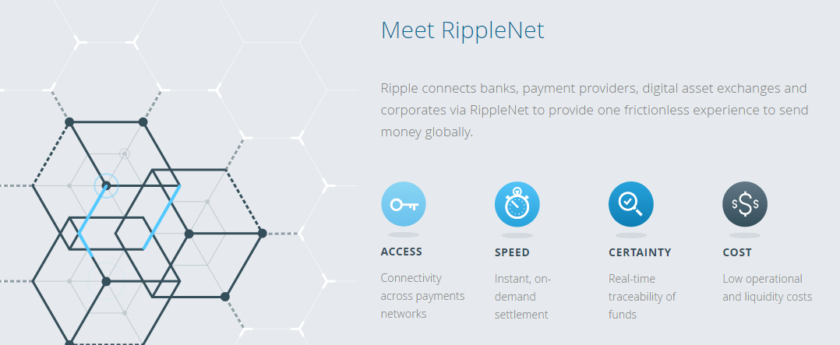 Meet RippleNet
Ripple connects banks, payment providers, digital asset exchanges and
corporates via RippleNet to provide one frictionless experience to send
money globally.
$ $ $
ACCESS
Connectivity
across payments
networks
SPEED
Instant, on-
demand
settlement
CERTAINTY
Real-time
traceability of
funds
COST
Low operational
and liquidity costs